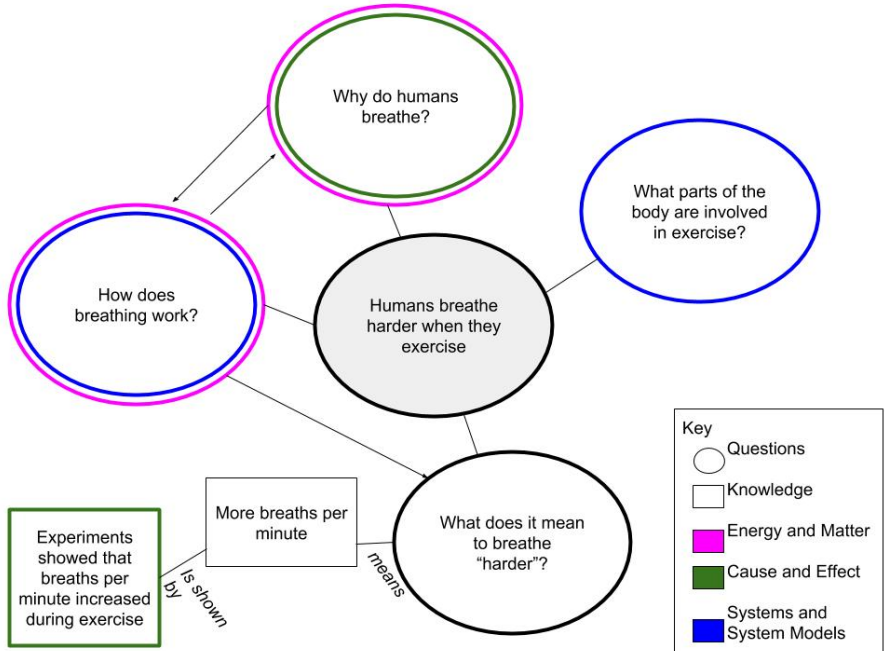 Why do humans
breathe?
What parts of the
body are involved
in exercise?
How does
breathing work?
Humans breathe
harder when they
exercise
Key
Questions
Knowledge
Energy and Matter
Cause and Effect
Systems and
System Models
What does it mean
to breathe
“harder”?
means
More breaths per
minute
Is shown
by
Experiments
showed that
breaths per
minute increased
during exercise